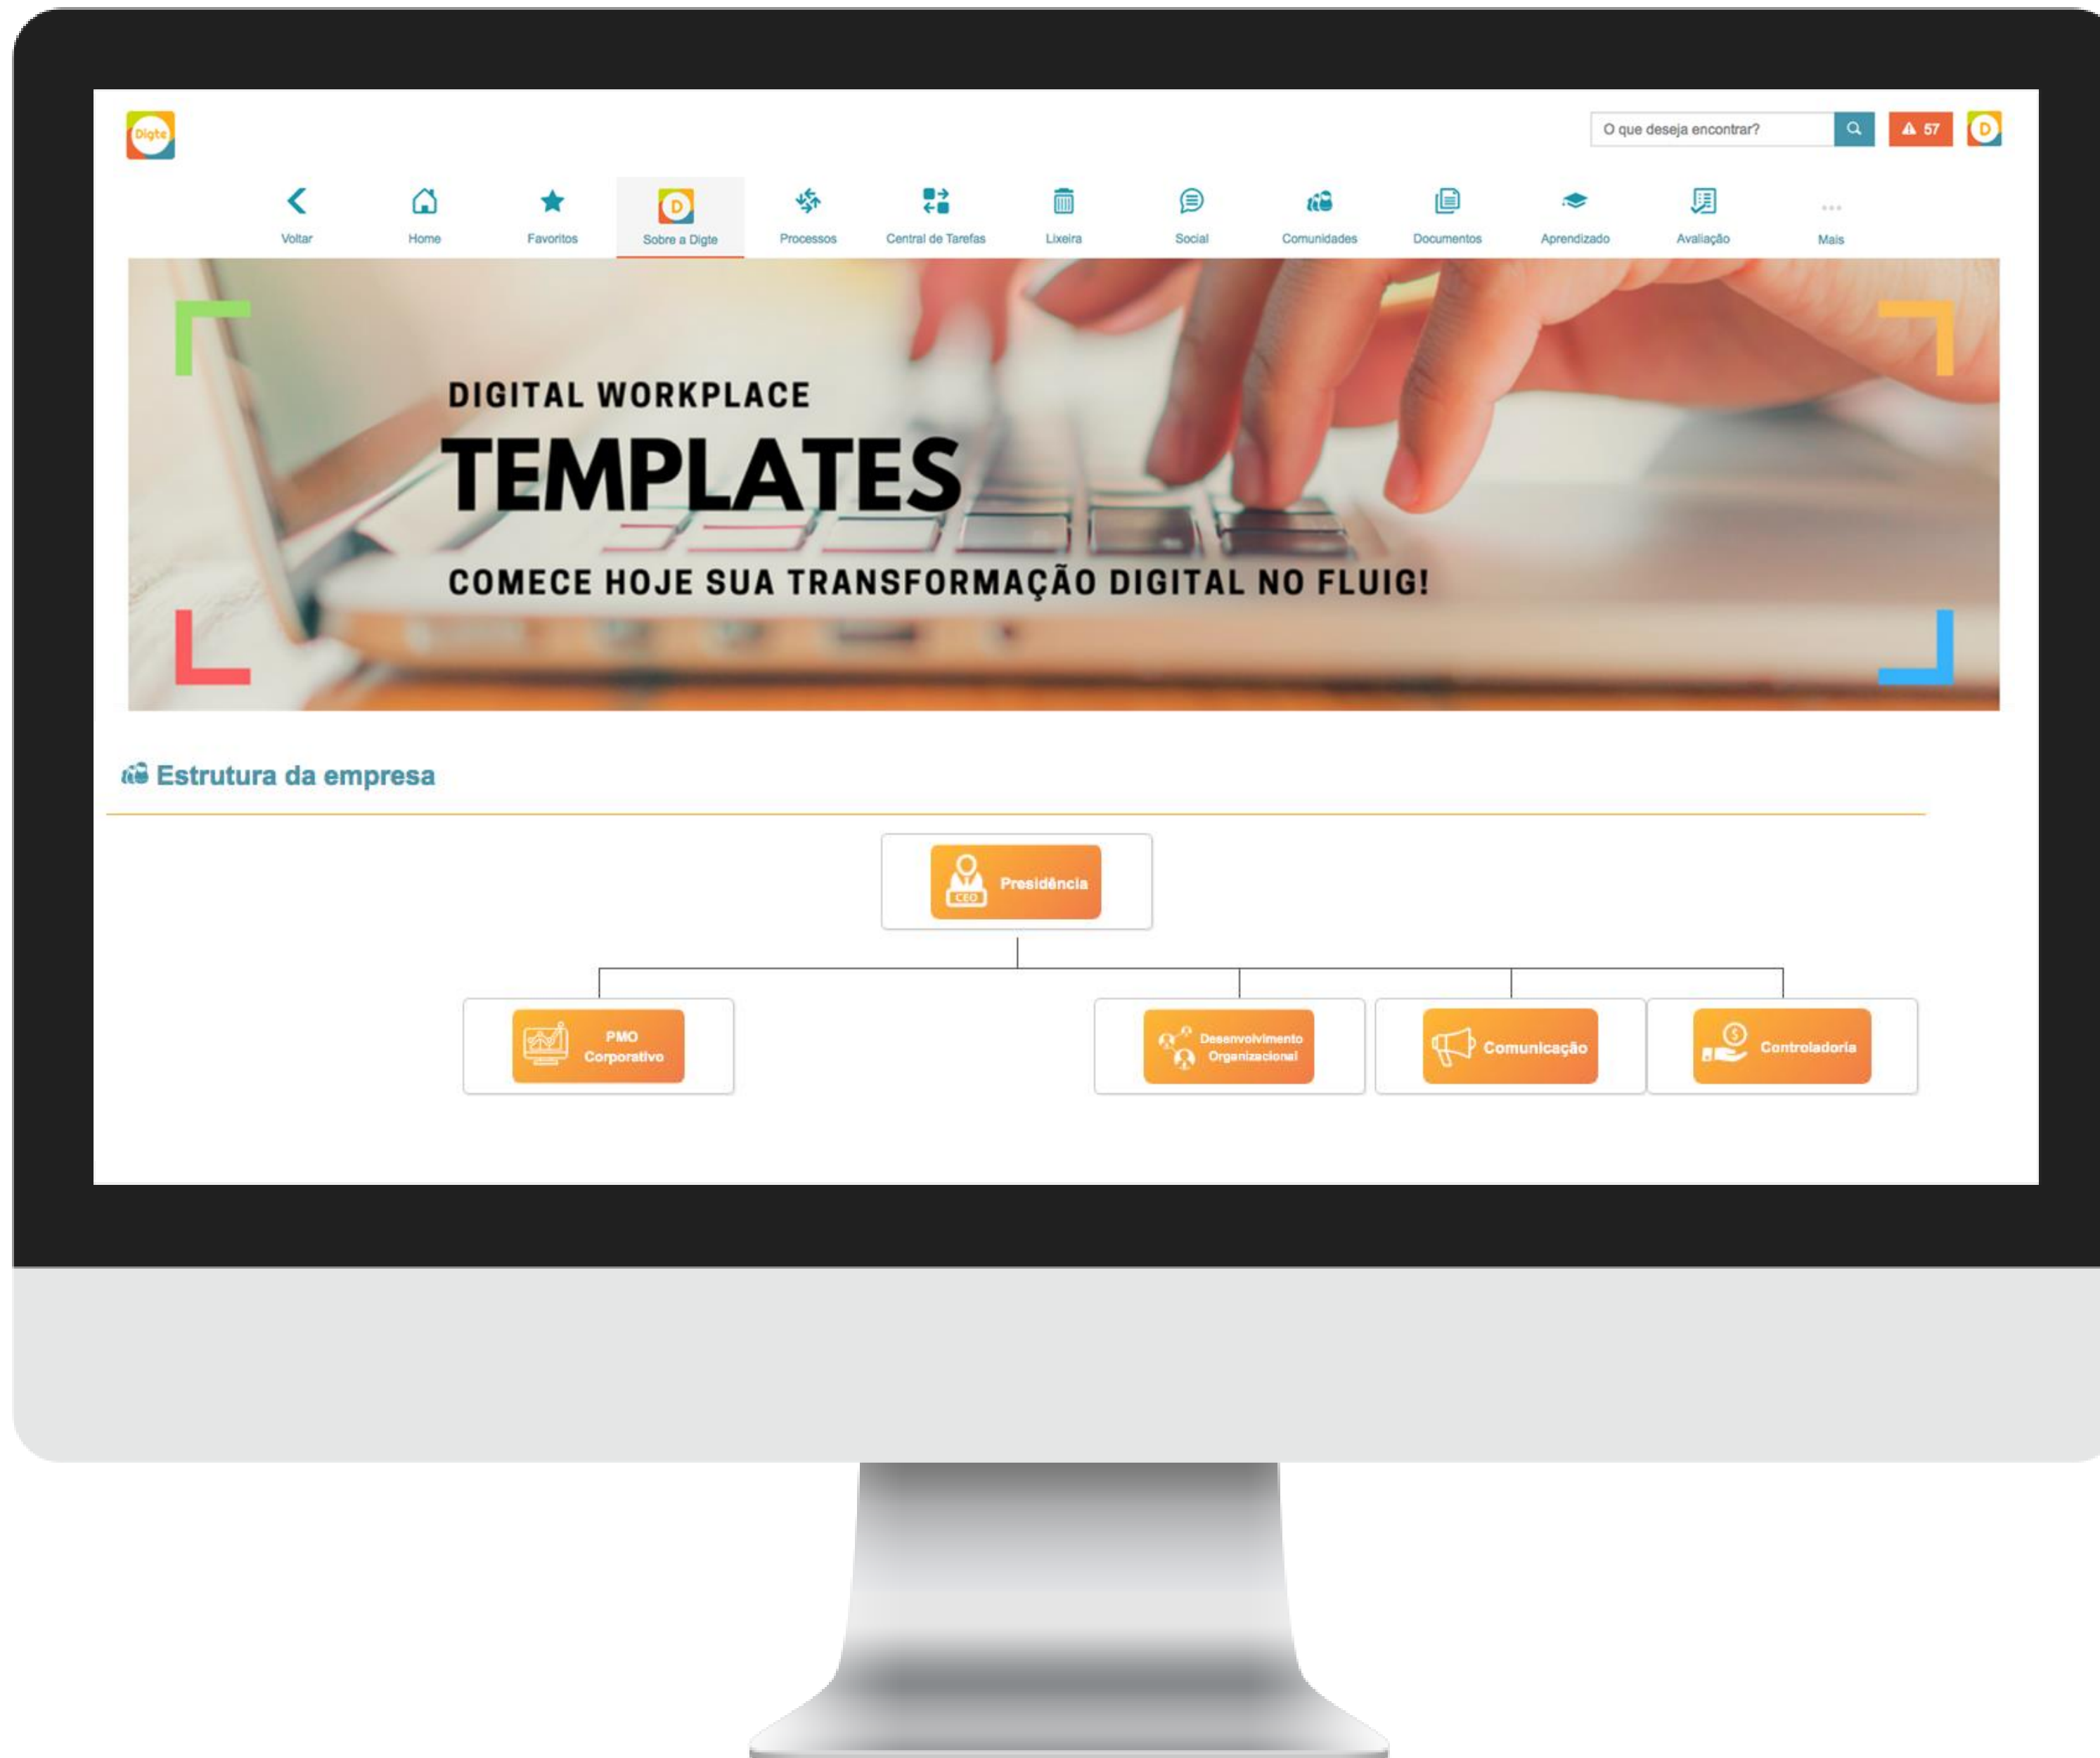 Digte
O que deseja encontrar?
57
D
Voltar
Home
Favoritos
D
Sobre a Digte
Processos
Central de Tarefas
Lixeira
Social
Comunidades
Documentos
Aprendizado
Avaliação
Mais
DIGITAL WORKPLACE
TEMPLATES
COMECE HOJE SUA TRANSFORMAÇÃO DIGITAL NO FLUIG!
Estrutura da empresa
CEO
Presidência
PMO
Corporativo
Desenvolvimento
Organizacional
Comunicação
Controladoria